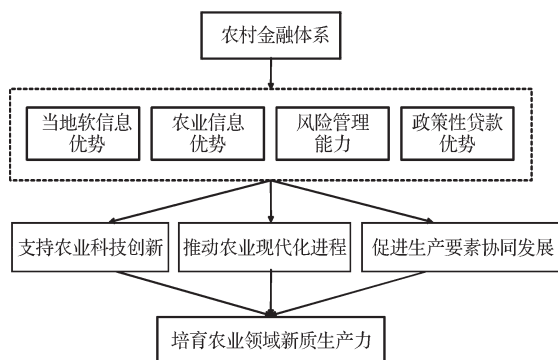 农村金融体系
当地软信息
优势
农业信息
优势
风险管理
能力
政策性贷款
优势
支持农业科技创新
推动农业现代化进程
促进生产要素协同发展
培育农业领域新质生产力